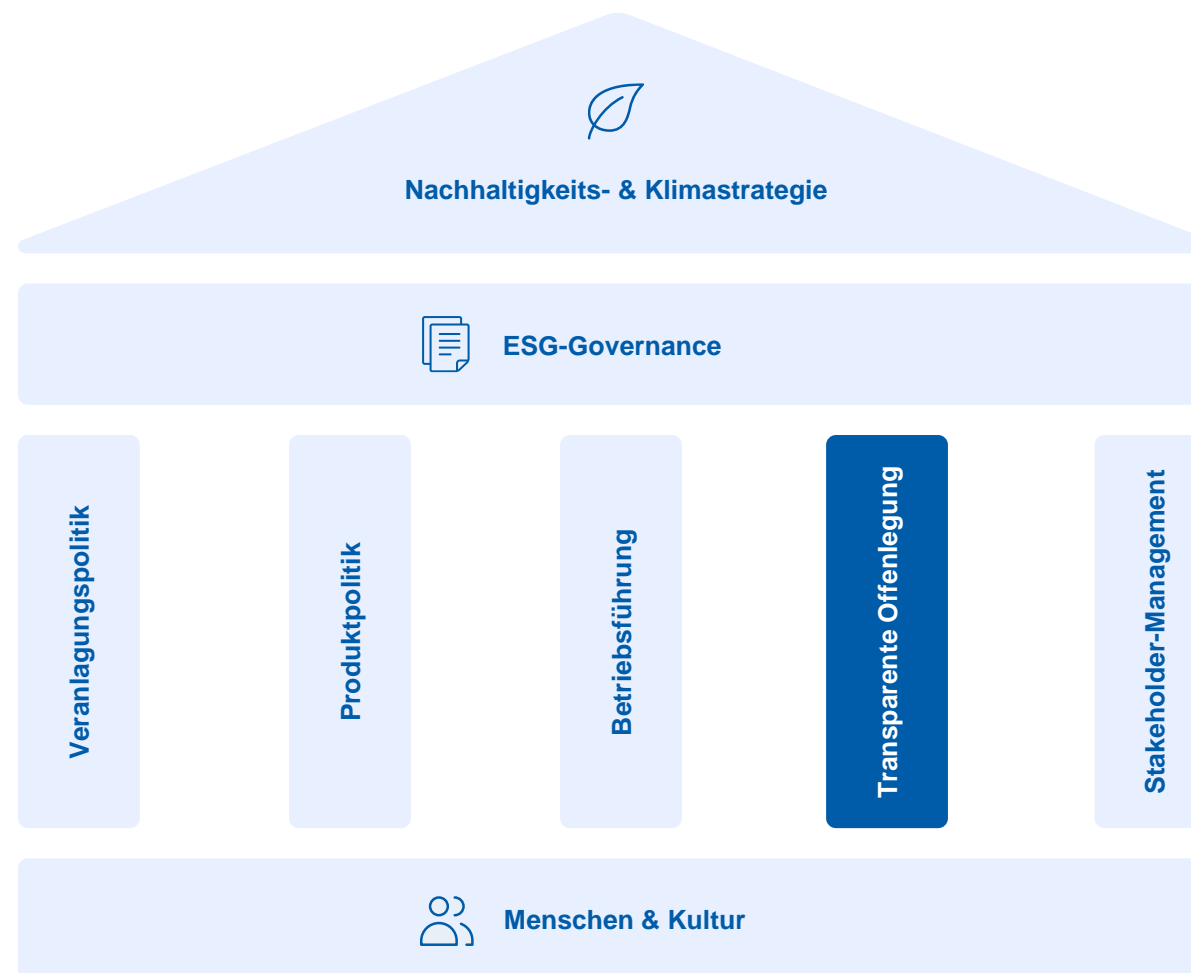 Nachhaltigkeits- & Klimastrategie
ESG-Governance
Veranlagungspolitik
Produktpolitik
Betriebsführung
Transparente Offenlegung
Stakeholder-Management
Menschen & Kultur